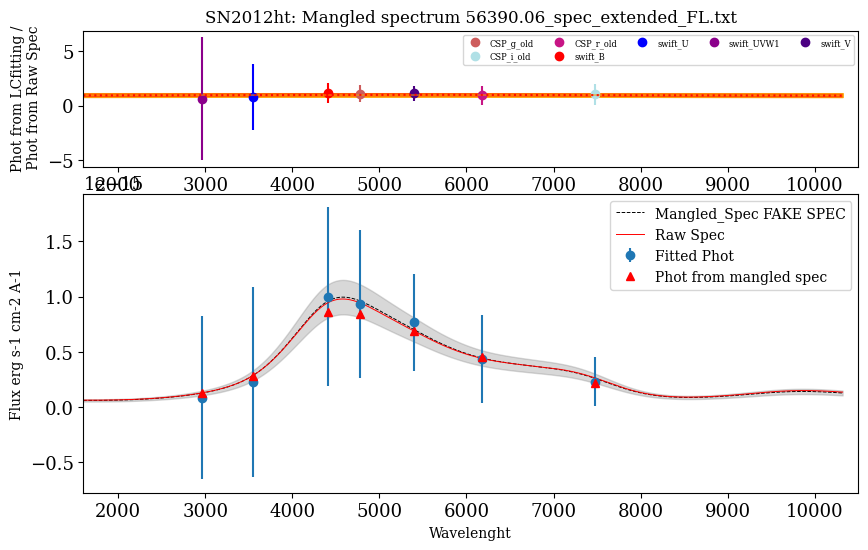 SN2012ht: Mangled spectrum 56390.06_spec_extended_FL.txt
Phot from LCfitting /
Phot from Raw Spec
5
0
−5
CSP_g_old CSP_r_old swift_U swift_UVW1 swift_V
CSP_i_old swift_B
2000 3000 4000 5000 6000 7000 8000 9000 10000
1e−15
Flux erg s-1 cm-2 A-1
1.5
1.0
0.5
0.0
−0.5
Mangled_Spec FAKE SPEC
Raw Spec
Fitted Phot
Phot from mangled spec
2000 3000 4000 5000 6000 7000 8000 9000 10000
Wavelenght